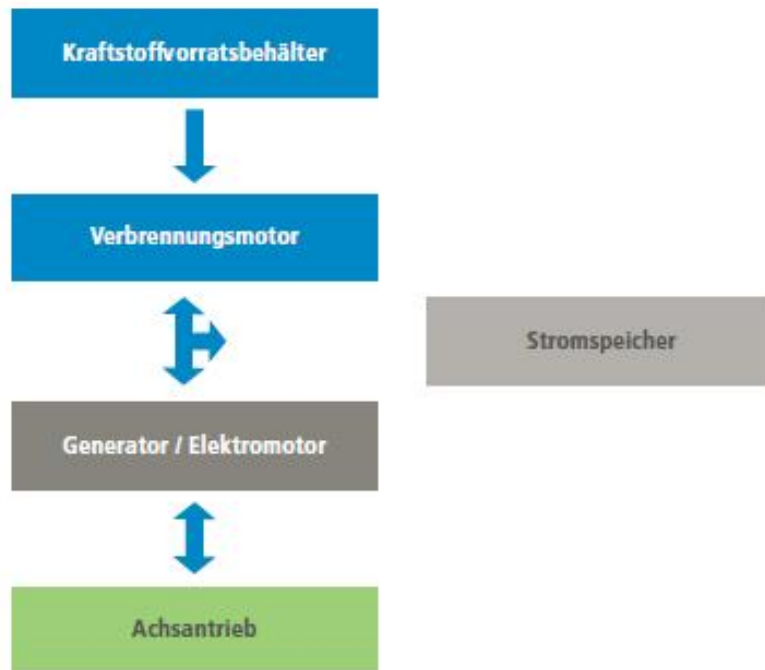 Kraftstoffvorratsbehälter
Verbrennungsmotor
Stromspeicher
Generator / Elektromotor
Achsantrieb